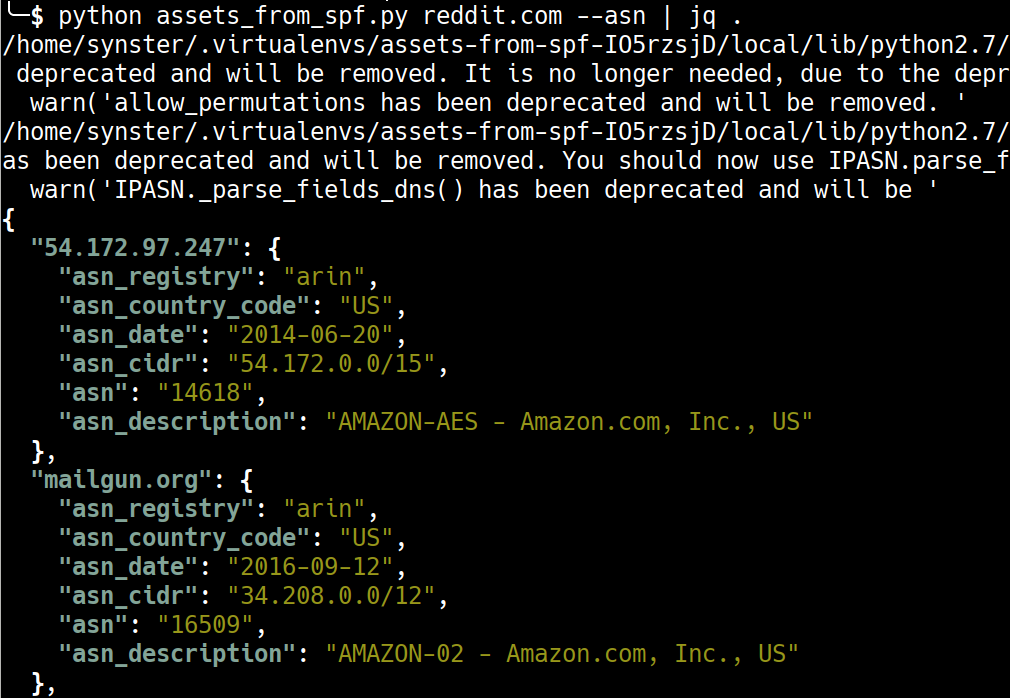 ╰─$ python assets_from_spf.py reddit.com --asn | jq .
/home/synster/.virtualenvs/assets-from-spf-IO5rzsjD/local/lib/python2.7/
 deprecated and will be removed. It is no longer needed, due to the depr
  warn('allow_permutations has been deprecated and will be removed. '
/home/synster/.virtualenvs/assets-from-spf-IO5rzsjD/local/lib/python2.7/
as been deprecated and will be removed. You should now use IPASN.parse_f
  warn('IPASN._parse_fields_dns() has been deprecated and will be '
{
  "54.172.97.247": {
    "asn_registry": "arin",
    "asn_country_code": "US",
    "asn_date": "2014-06-20",
    "asn_cidr": "54.172.0.0/15",
    "asn": "14618",
    "asn_description": "AMAZON-AES - Amazon.com, Inc., US"
  },
  "mailgun.org": {
    "asn_registry": "arin",
    "asn_country_code": "US",
    "asn_date": "2016-09-12",
    "asn_cidr": "34.208.0.0/12",
    "asn": "16509",
    "asn_description": "AMAZON-02 - Amazon.com, Inc., US"
  },